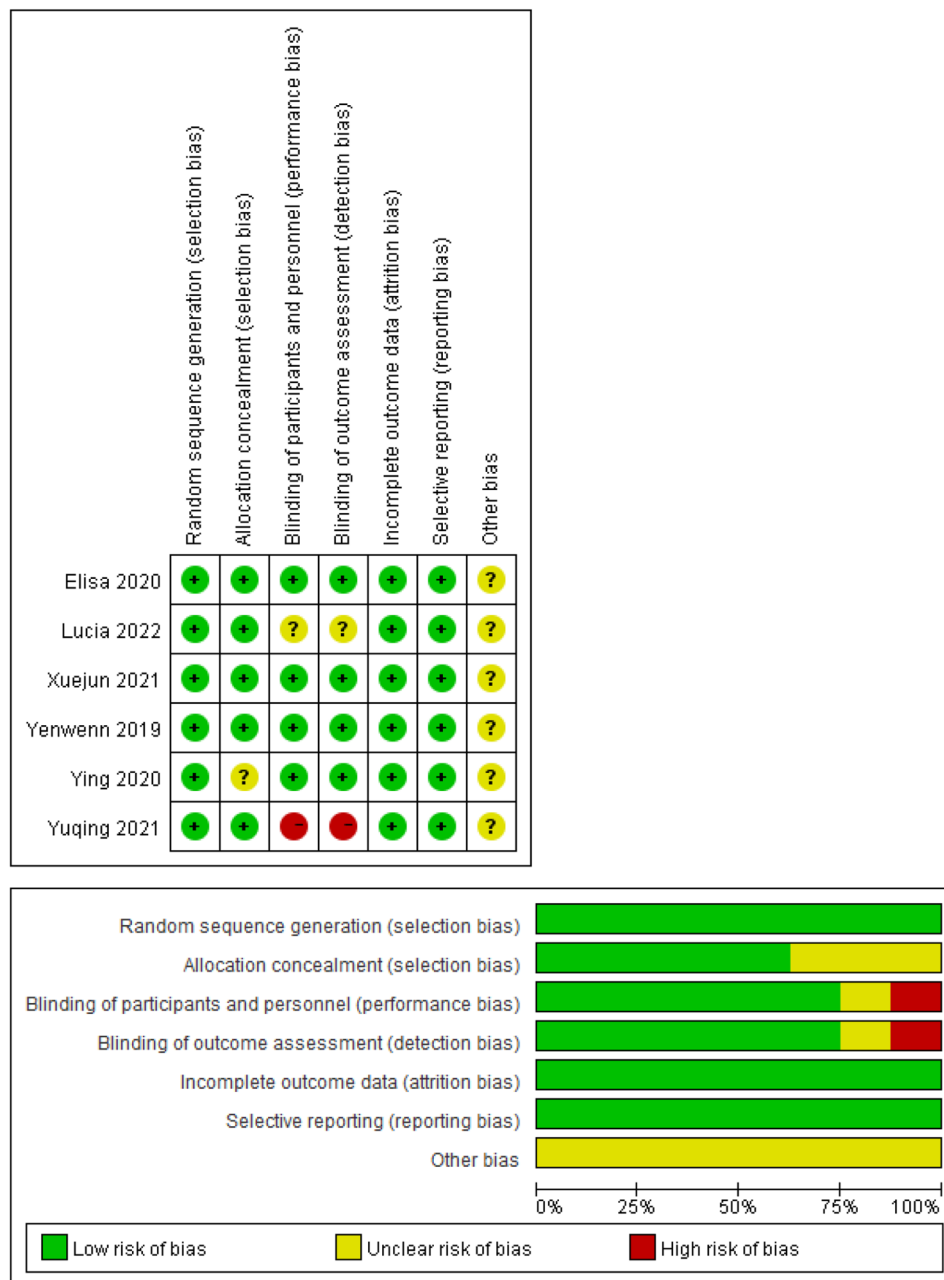 Random sequence generation (selection bias)
Allocation concealment (selection bias)
Blinding of participants and personnel (performance bias)
Blinding of outcome assessment (detection bias)
Incomplete outcome data (attrition bias)
Selective reporting (reporting bias)
Other bias
Elisa 2020 + + + + + + ?
Lucia 2022 + + ? ? + + ?
Xuejun 2021 + + + + + + ?
Yenwenn 2019 + + + + + + ?
Ying 2020 + ? + + + + ?
Yuqing 2021 + + - - + + ?
Random sequence generation (selection bias)
Allocation concealment (selection bias)
Blinding of participants and personnel (performance bias)
Blinding of outcome assessment (detection bias)
Incomplete outcome data (attrition bias)
Selective reporting (reporting bias)
Other bias
0% 25% 50% 75% 100%
Low risk of bias Unclear risk of bias High risk of bias